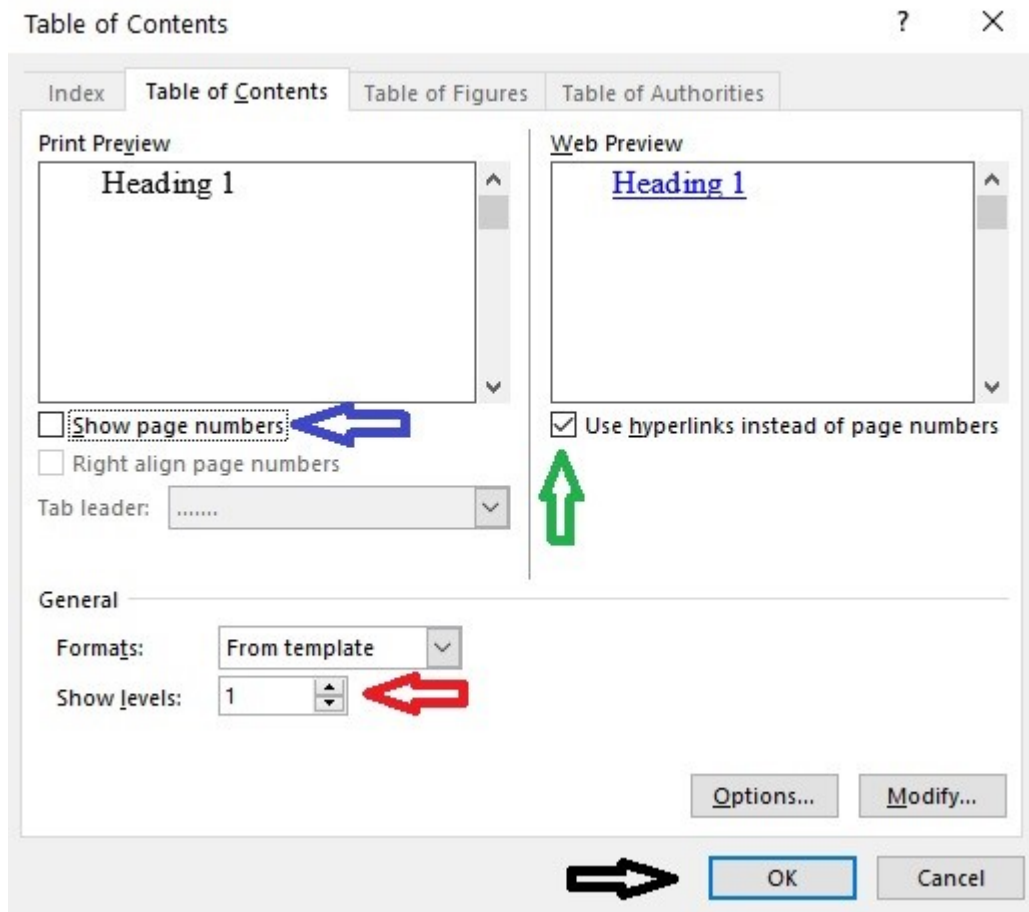 Table of Contents ?
Index Table of Contents Table of Figures Table of Authorities
Print Preview Web Preview
Heading 1 Heading 1
Show page numbers Use hyperlinks instead of page numbers
Right align page numbers
Tab leader: .......
General
Formats: From template
Show levels: 1
Options... Modify...
OK Cancel